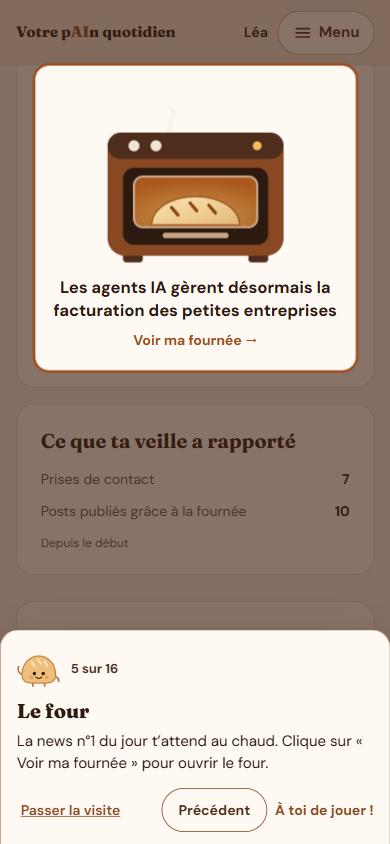 Votre pAIn quotidien
Léa
Menu
Les agents IA gèrent désormais la
facturation des petites entreprises
Voir ma fournée →
Ce que ta veille a rapporté
Prises de contact 7
Posts publiés grâce à la fournée 10
Depuis le début
5 sur 16
Le four
La news n°1 du jour t'attend au chaud. Clique sur «
Voir ma fournée » pour ouvrir le four.
Passer la visite
Précédent
À toi de jouer !